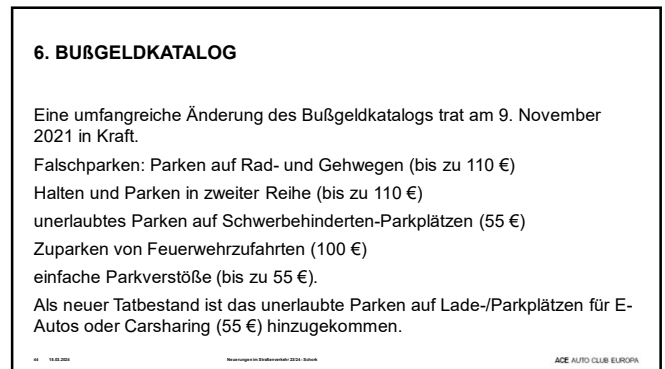 6. BUßGELDKATALOG
Eine umfangreiche Änderung des Bußgeldkatalogs trat am 9. November
2021 in Kraft.
Falschparken: Parken auf Rad- und Gehwegen (bis zu 110 €)
Halten und Parken in zweiter Reihe (bis zu 110 €)
unerlaubtes Parken auf Schwerbehinderten-Parkplätzen (55 €)
Zuparken von Feuerwehrzufahrten (100 €)
einfache Parkverstöße (bis zu 55 €).
Als neuer Tatbestand ist das unerlaubte Parken auf Lade-/Parkplätzen für E-
Autos oder Carsharing (55 €) hinzugekommen.
Neuerungen im Straßenverkehr 23/24 - Schork
ACE AUTO CLUB EUROPA